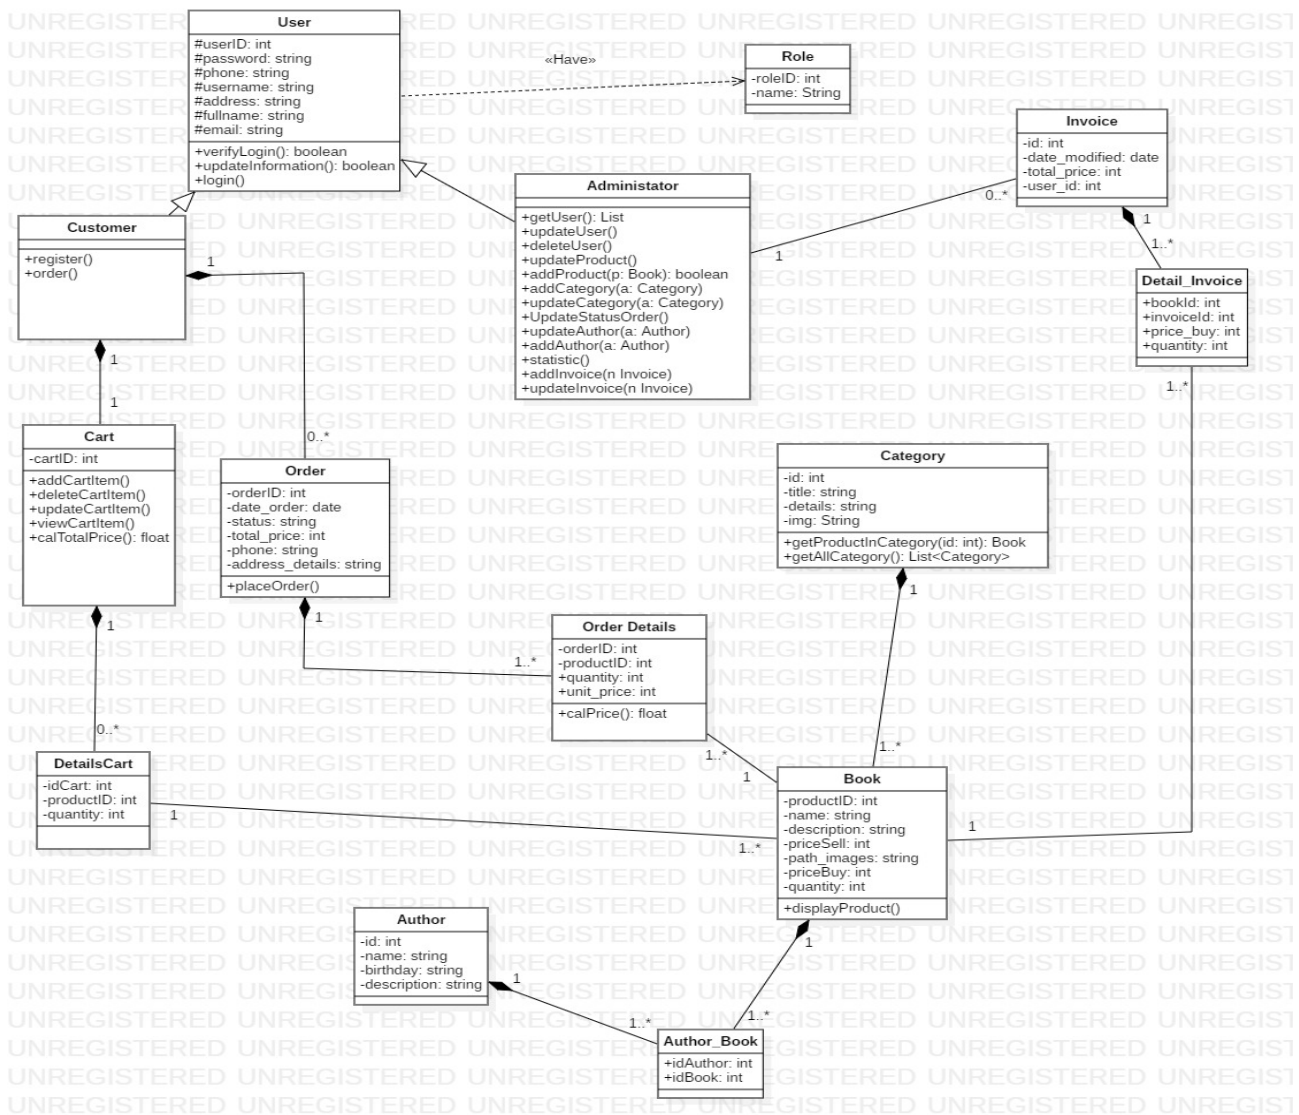 User
#userID: int
#password: string
#phone: string
#username: string
#address: string
#fullname: string
#email: string
+verifyLogin(): boolean
+updateInformation(): boolean
+login()
«Have»
Role
-roleID: int
-name: String
Invoice
-id: int
-date_modified: date
-total_price: int
-user_id: int
Administator
+getUser(): List
+updateUser()
+deleteUser()
+updateProduct()
+addProduct(p: Book): boolean
+addCategory(a: Category)
+updateCategory(a: Category)
+UpdateStatusOrder()
+updateAuthor(a: Author)
+addAuthor(a: Author)
+statistic()
+addInvoice(n Invoice)
+updateInvoice(n Invoice)
1
0..*
1
1..*
Detail_Invoice
+bookId: int
+invoiceId: int
+price_buy: int
+quantity: int
1..*
Customer
+register()
+order()
1
0..*
1
1
Cart
-cartID: int
+addCartItem()
+deleteCartItem()
+updateCartItem()
+viewCartItem()
+calTotalPrice(): float
Order
-orderID: int
-date_order: date
-status: string
-total_price: int
-phone: string
-address_details: string
+placeOrder()
Category
-id: int
-title: string
-details: string
-img: String
+getProductInCategory(id: int): Book
+getAllCategory(): List<Category>
1
1..*
1
1..*
Order Details
-orderID: int
-productID: int
+quantity: int
+unit_price: int
+calPrice(): float
1..*
1
1
0..*
DetailsCart
-idCart: int
-productID: int
-quantity: int
1
1..*
Book
-productID: int
-name: string
-description: string
-priceSell: int
-path_images: string
-priceBuy: int
-quantity: int
+displayProduct()
1
1
1..*
Author
-id: int
-name: string
-birthday: string
-description: string
1
1..*
Author_Book
+idAuthor: int
+idBook: int
UNREGISTERED UNREGISTERED UNREGISTERED UNREGISTERED UNREGISTERED